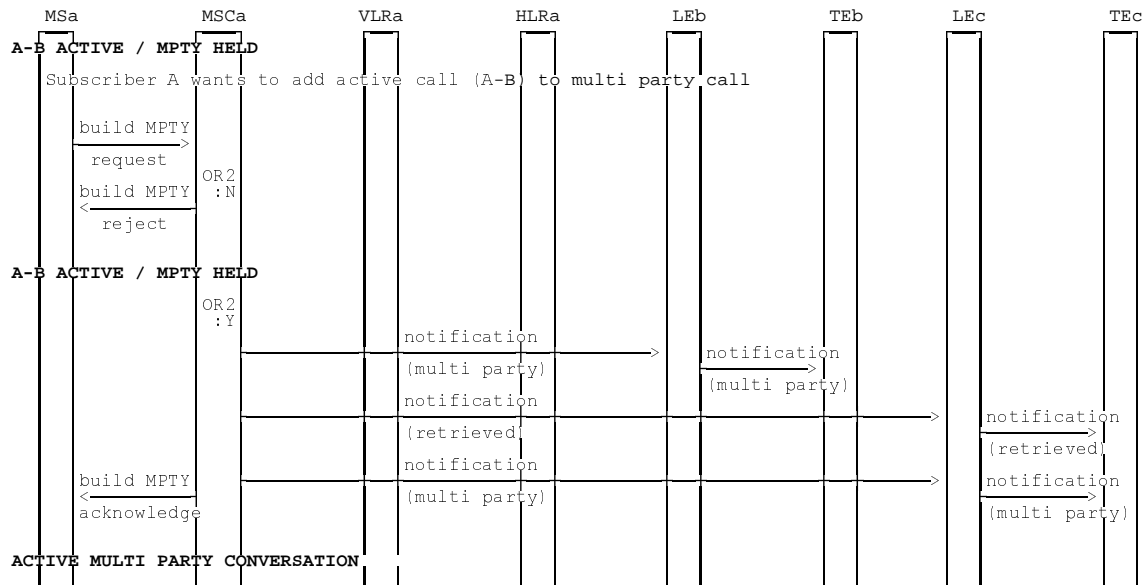 MSa MSCa VLRa HLRa LEb TEb LEc TEc
A-B ACTIVE / MPTY HELD
Subscriber A wants to add active call (A-B) to multi party call
build MPTY
request
OR2
:N
build MPTY
reject
A-B ACTIVE / MPTY HELD
OR2
:Y
notification
(multi party)
notification
(multi party)
notification
(retrieved)
notification
(retrieved)
notification
(multi party)
build MPTY
acknowledge
notification
(multi party)
ACTIVE MULTI PARTY CONVERSATION